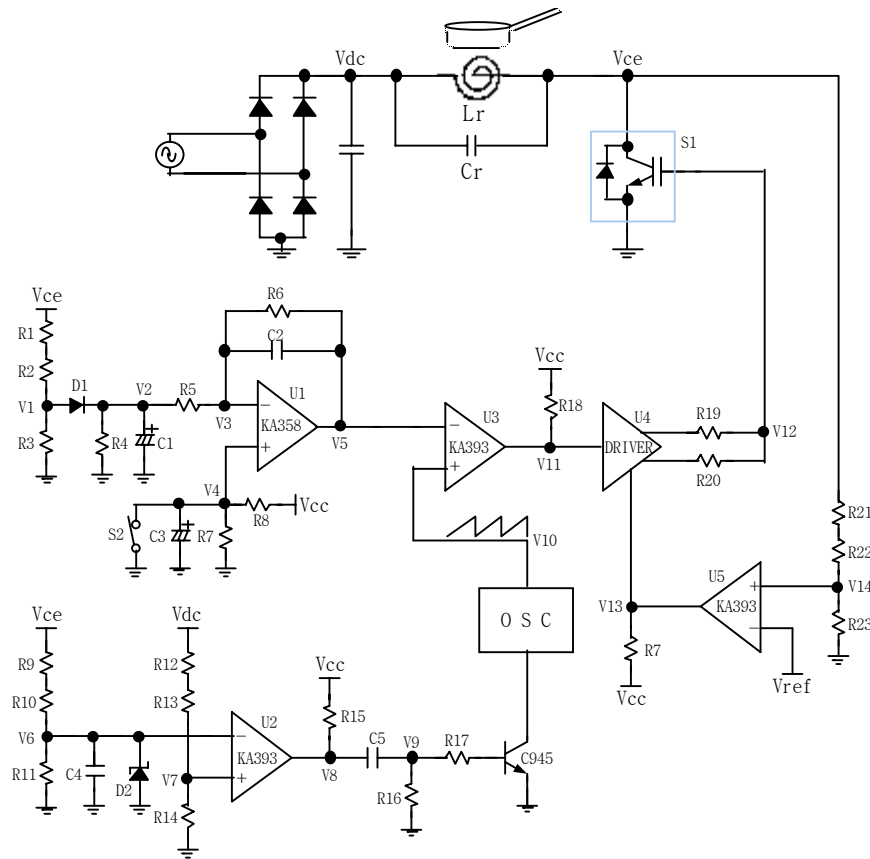 Vdc
Vce
Lr
Cr
S1
Vce
R1
R2
V1
D1
R3
R4
V2
C1
R5
V3
R6
C2
U1
KA358
−
+
V5
V4
S2
C3
R7
R8
Vcc
U3
KA393
−
+
Vcc
R18
V11
U4
DRIVER
R19
R20
V12
V10
OSC
R21
R22
V14
R23
U5
KA393
+
−
V13
R7
Vcc
Vref
Vce
R9
R10
V6
R11
C4
D2
Vdc
R12
R13
V7
R14
U2
KA393
−
+
Vcc
R15
V8
C5
V9
R16
R17
C945